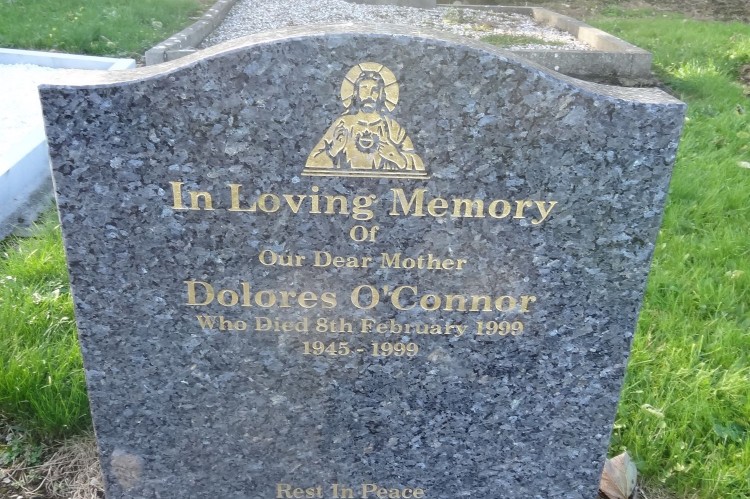 In Loving Memory
Of
Our Dear Mother
Dolores O'Connor
Who Died 8th February 1999
1945 - 1999
Rest In Peace